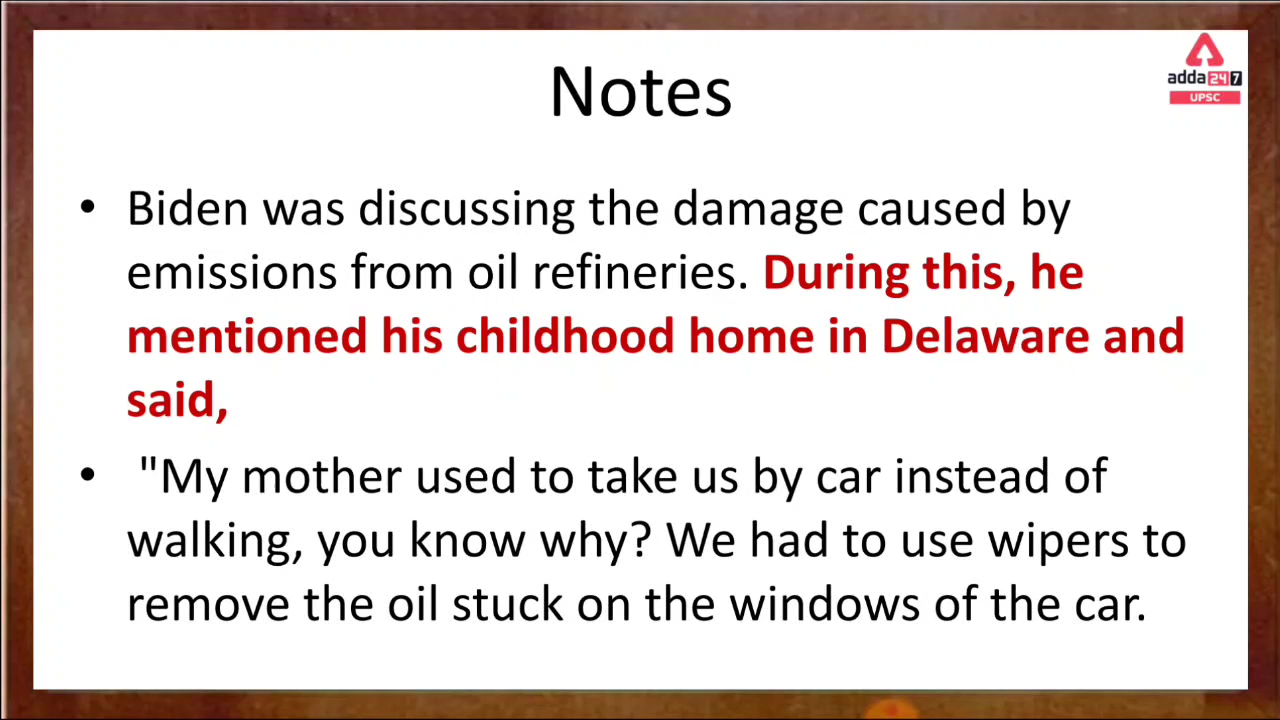 Notes
adda247
UPSC
• Biden was discussing the damage caused by
emissions from oil refineries. During this, he
mentioned his childhood home in Delaware and
said,
• "My mother used to take us by car instead of
walking, you know why? We had to use wipers to
remove the oil stuck on the windows of the car.